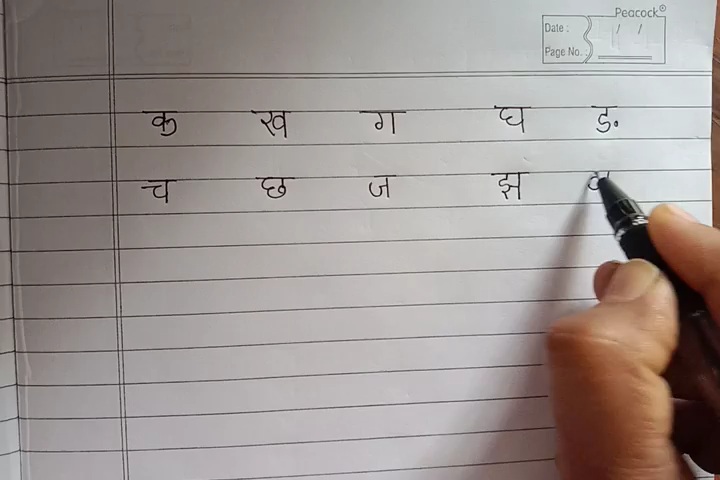 Peacock®
Date : / /
Page No. :
क ख ग घ ङ
च छ ज झ